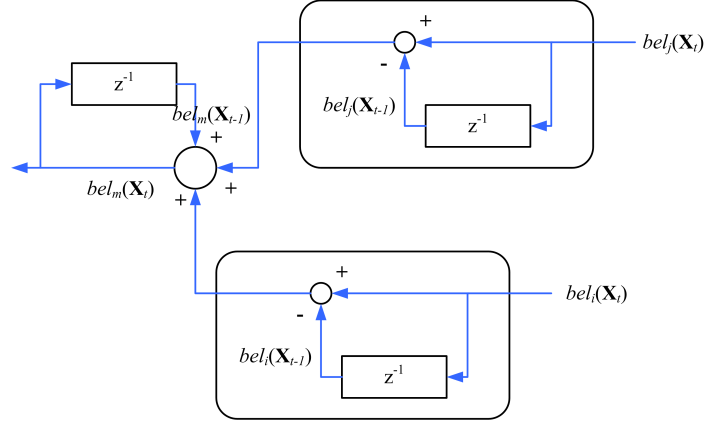 +
bel_j(X_t)
-
z^-1
bel_j(X_t-1)
z^-1
bel_m(X_t-1)
+
+
bel_m(X_t)
+
+
bel_i(X_t)
-
bel_i(X_t-1)
z^-1